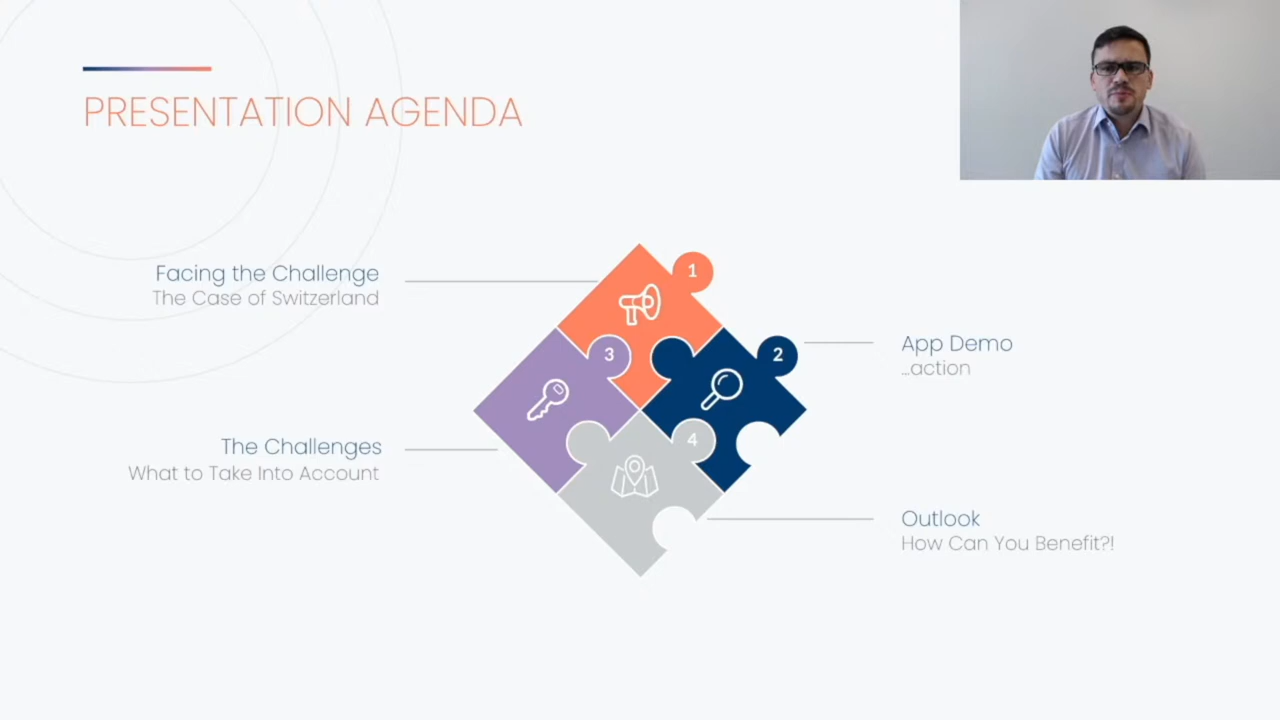 PRESENTATION AGENDA
1
Facing the Challenge
The Case of Switzerland
2
App Demo
...action
3
The Challenges
What to Take Into Account
4
Outlook
How Can You Benefit?!